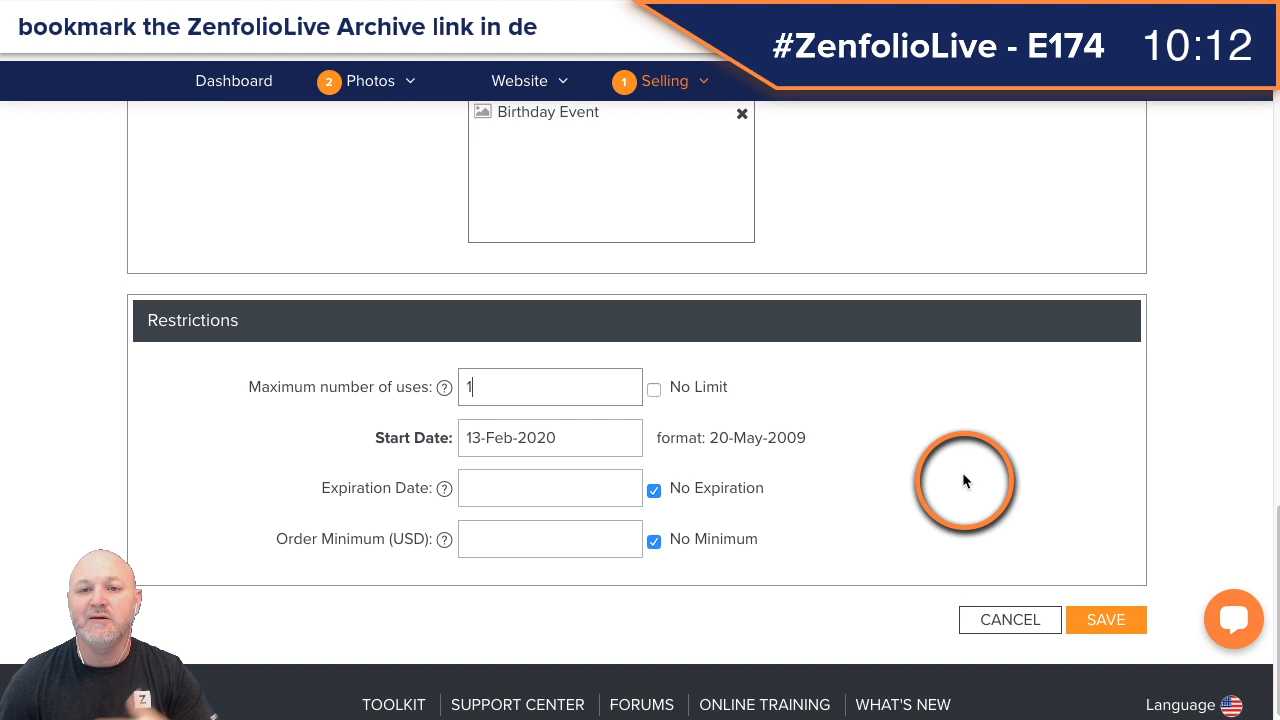 bookmark the ZenfolioLive Archive link in de
#ZenfolioLive - E174 10:12
Dashboard 2 Photos Website 1 Selling
Birthday Event
Restrictions
Maximum number of uses: ? 1 No Limit
Start Date: 13-Feb-2020 format: 20-May-2009
Expiration Date: ? No Expiration
Order Minimum (USD): ? No Minimum
CANCEL SAVE
Z
TOOLKIT SUPPORT CENTER FORUMS ONLINE TRAINING WHAT'S NEW Language